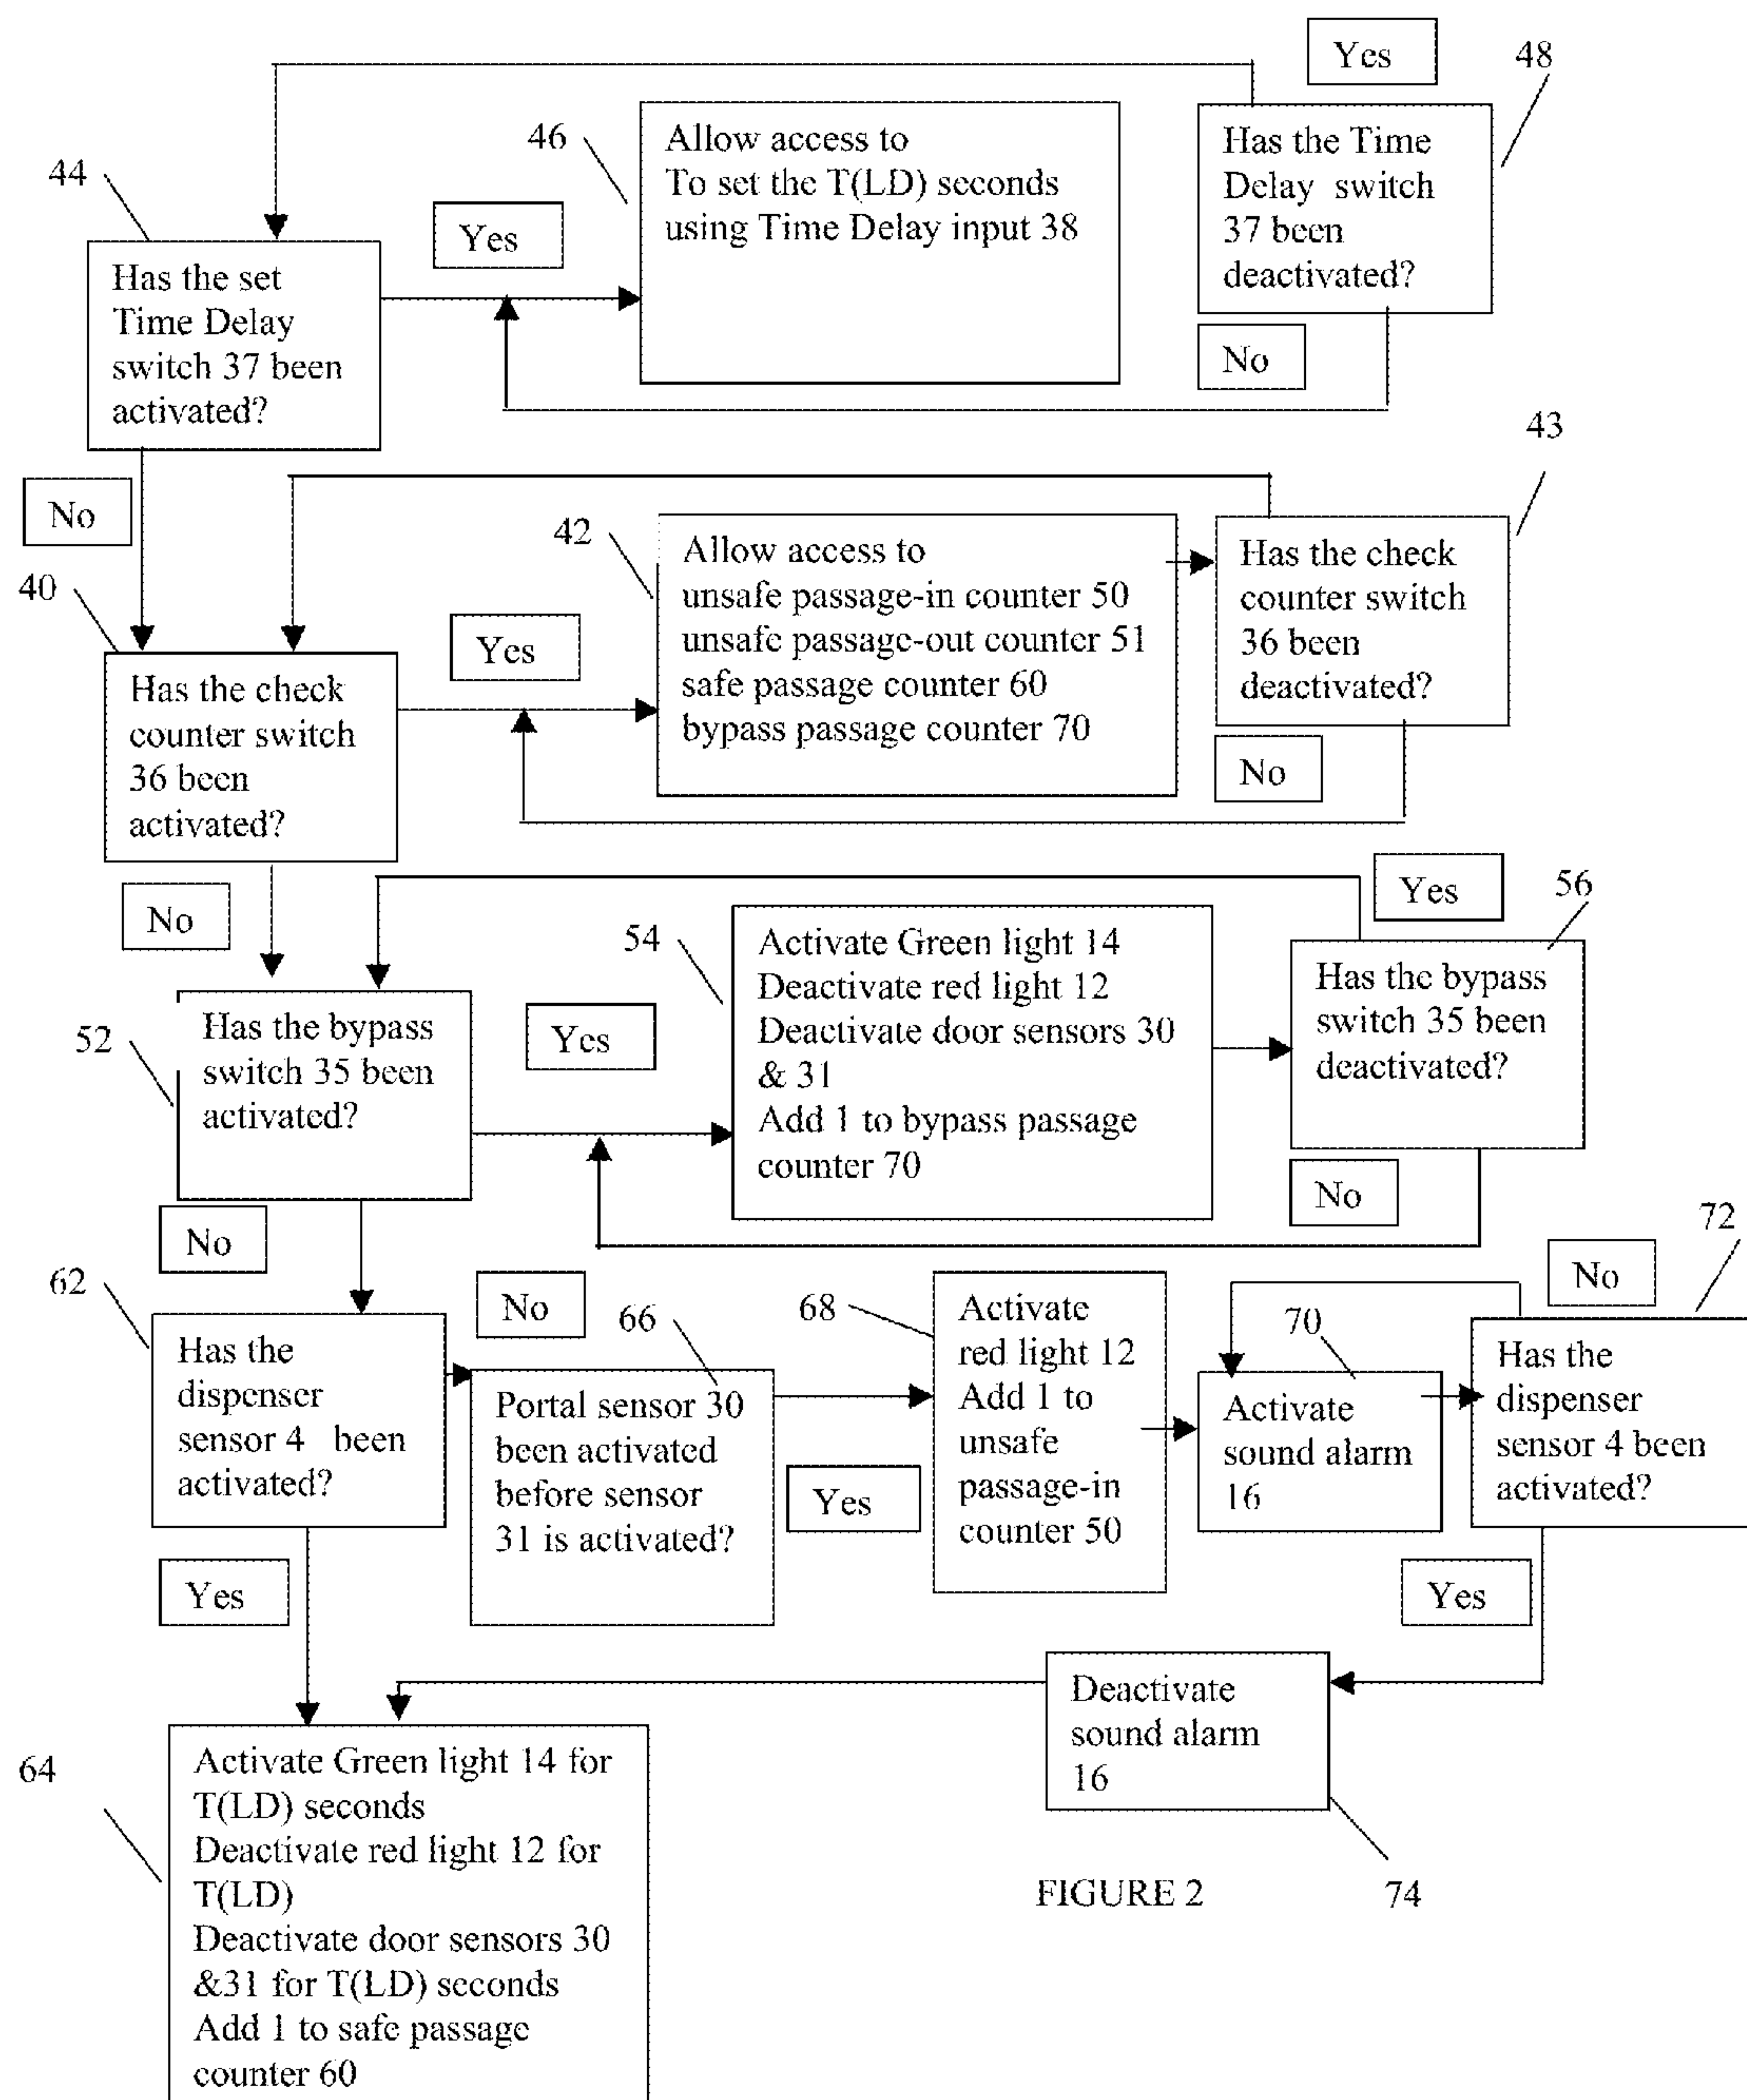 Yes
48
46
Allow access to
To set the T(LD) seconds
using Time Delay input 38
Has the Time
Delay switch
37 been
deactivated?
44
Yes
Has the set
Time Delay
switch 37 been
activated?
No
43
No
42
Allow access to
unsafe passage-in counter 50
unsafe passage-out counter 51
safe passage counter 60
bypass passage counter 70
Has the check
counter switch
36 been
deactivated?
40
Yes
Has the check
counter switch
36 been
activated?
No
No
Yes
56
54
Activate Green light 14
Deactivate red light 12
Deactivate door sensors 30
& 31
Add 1 to bypass passage
counter 70
Has the bypass
switch 35 been
deactivated?
52
Has the bypass
switch 35 been
activated?
Yes
No
No
72
62
No
66
68
70
No
Has the
dispenser
sensor 4 been
activated?
Portal sensor 30
been activated
before sensor
31 is activated?
Yes
Activate
red light 12
Add 1 to
unsafe
passage-in
counter 50
Activate
sound alarm
16
Has the
dispenser
sensor 4 been
activated?
Yes
Yes
Deactivate
sound alarm
16
64
Activate Green light 14 for
T(LD) seconds
Deactivate red light 12 for
T(LD)
Deactivate door sensors 30
&31 for T(LD) seconds
Add 1 to safe passage
counter 60
FIGURE 2
74